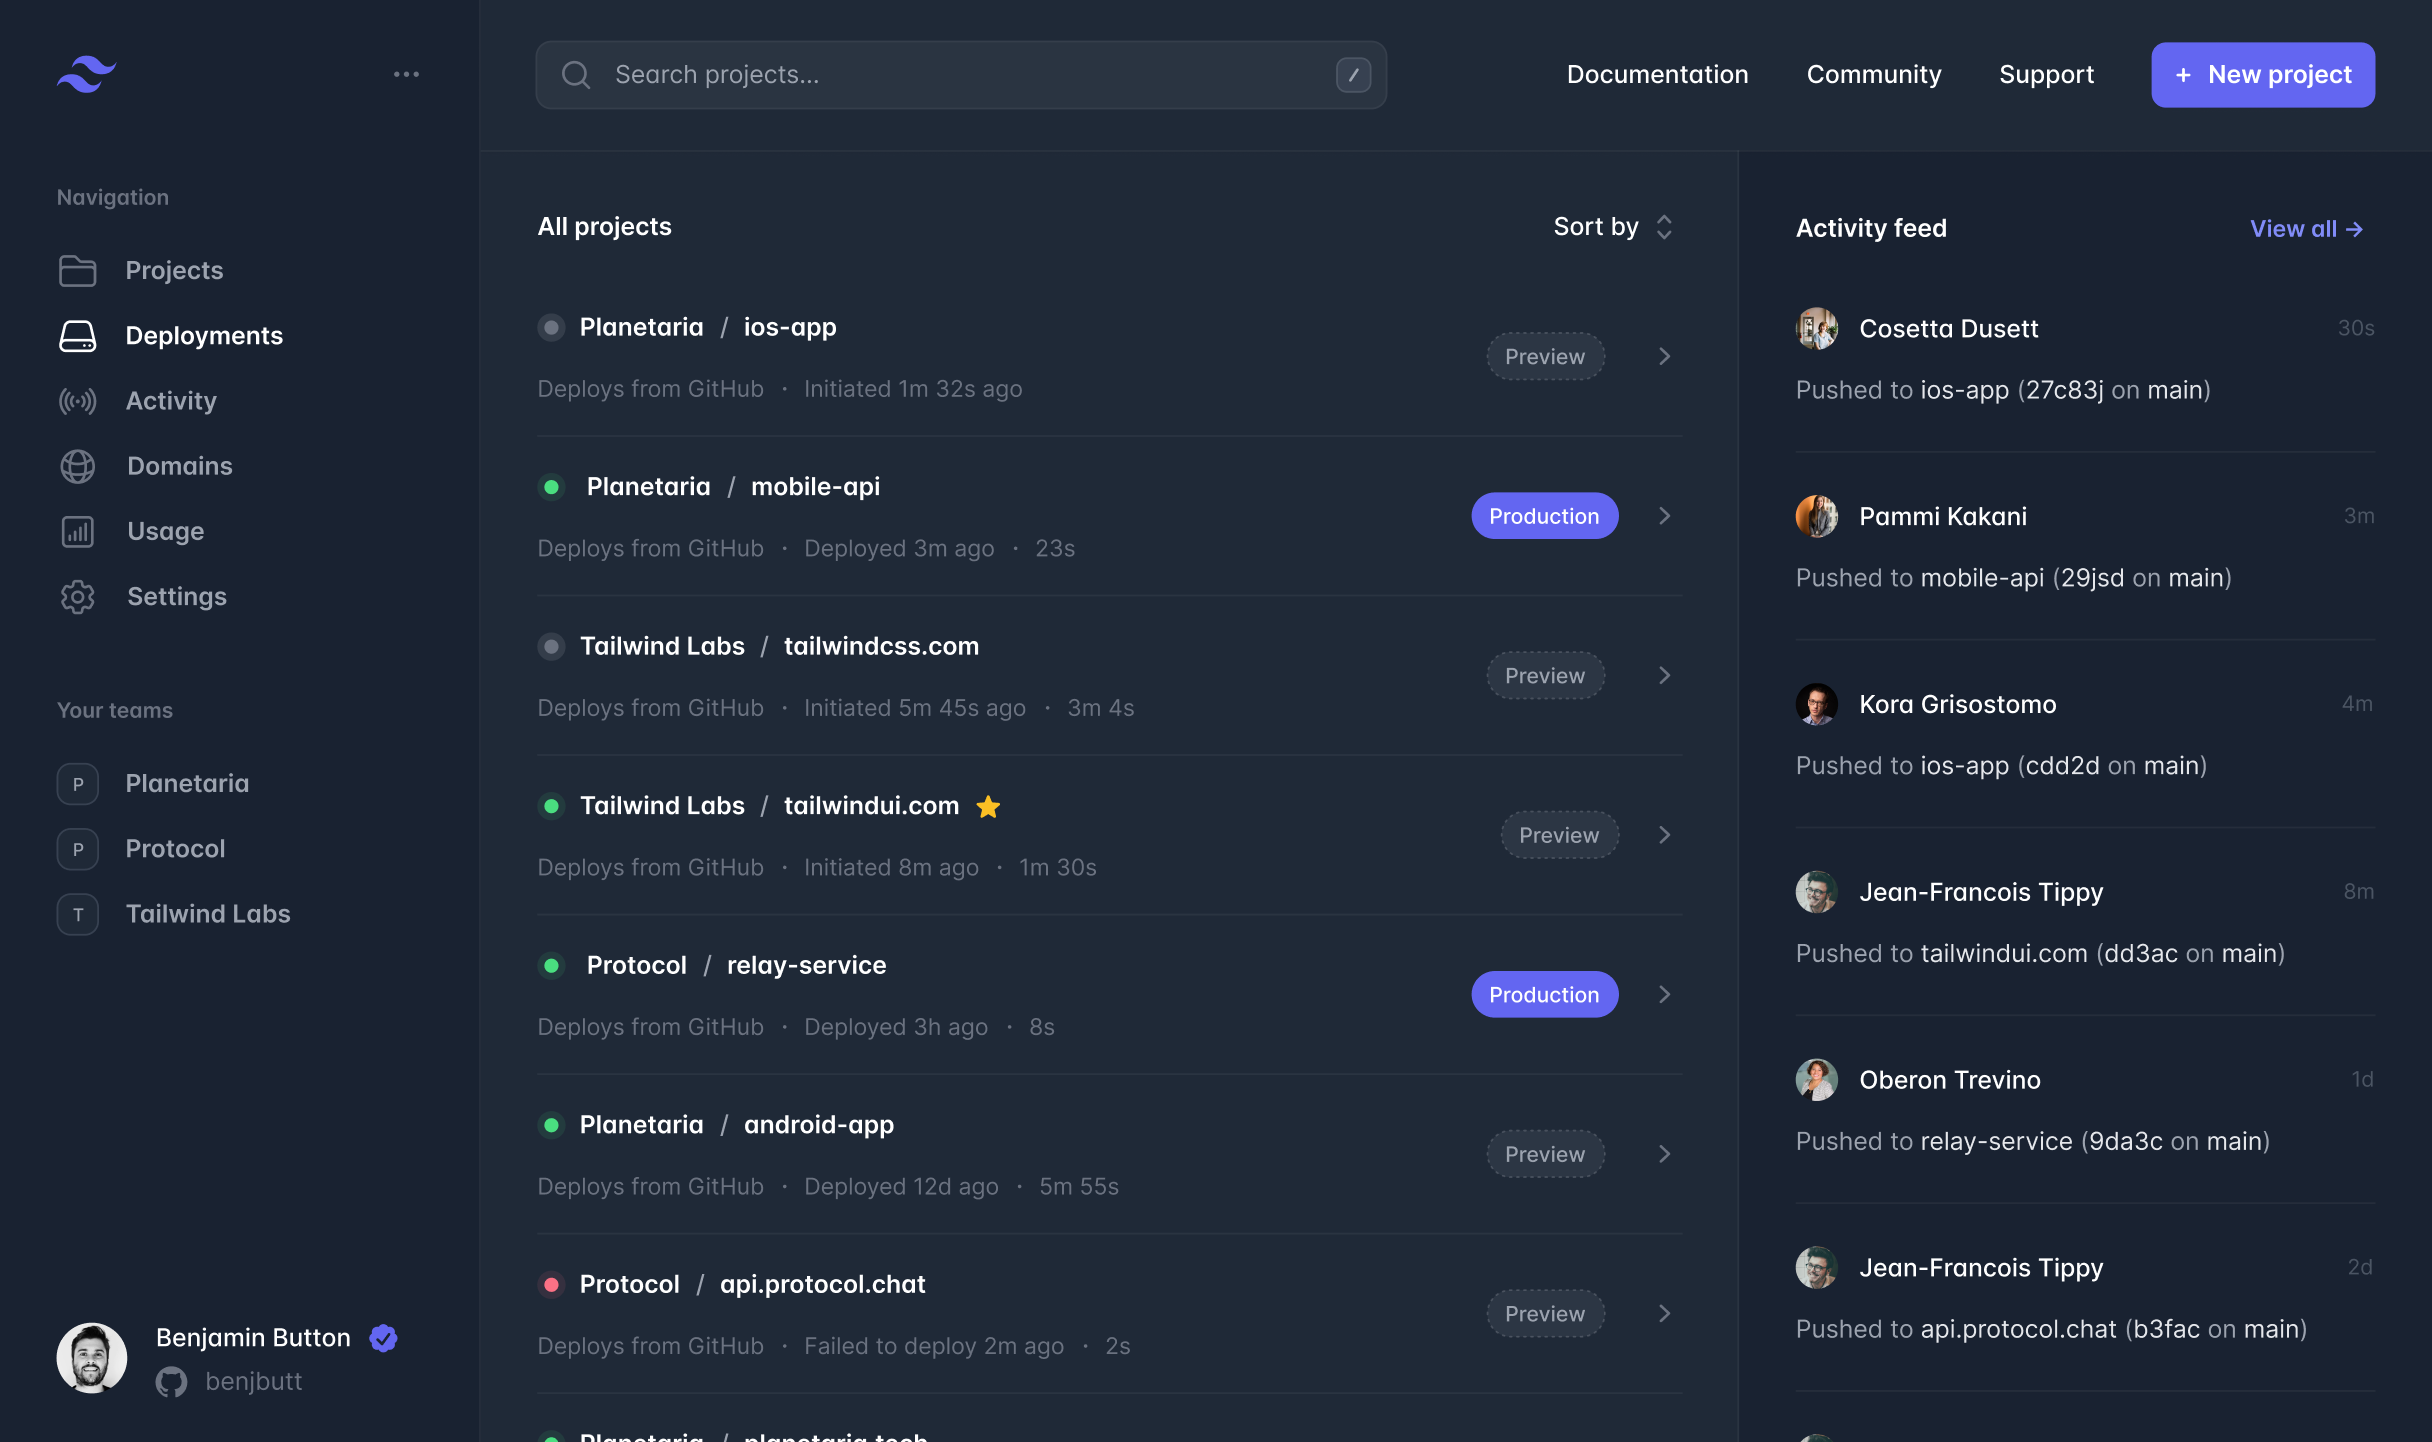 Navigation
Projects
Deployments
Activity
Domains
Usage
Settings
Your teams
P Planetaria
P Protocol
T Tailwind Labs
Benjamin Button
benjbutt
Search projects... /
Documentation Community Support + New project
All projects Sort by
Planetaria / ios-app
Preview
Deploys from GitHub · Initiated 1m 32s ago
Planetaria / mobile-api
Production
Deploys from GitHub · Deployed 3m ago · 23s
Tailwind Labs / tailwindcss.com
Preview
Deploys from GitHub · Initiated 5m 45s ago · 3m 4s
Tailwind Labs / tailwindui.com
Preview
Deploys from GitHub · Initiated 8m ago · 1m 30s
Protocol / relay-service
Production
Deploys from GitHub · Deployed 3h ago · 8s
Planetaria / android-app
Preview
Deploys from GitHub · Deployed 12d ago · 5m 55s
Protocol / api.protocol.chat
Preview
Deploys from GitHub · Failed to deploy 2m ago · 2s
Planetaria / planetaria.tech
Activity feed View all →
Cosetta Dusett 30s
Pushed to ios-app (27c83j on main)
Pammi Kakani 3m
Pushed to mobile-api (29jsd on main)
Kora Grisostomo 4m
Pushed to ios-app (cdd2d on main)
Jean-Francois Tippy 8m
Pushed to tailwindui.com (dd3ac on main)
Oberon Trevino 1d
Pushed to relay-service (9da3c on main)
Jean-Francois Tippy 2d
Pushed to api.protocol.chat (b3fac on main)